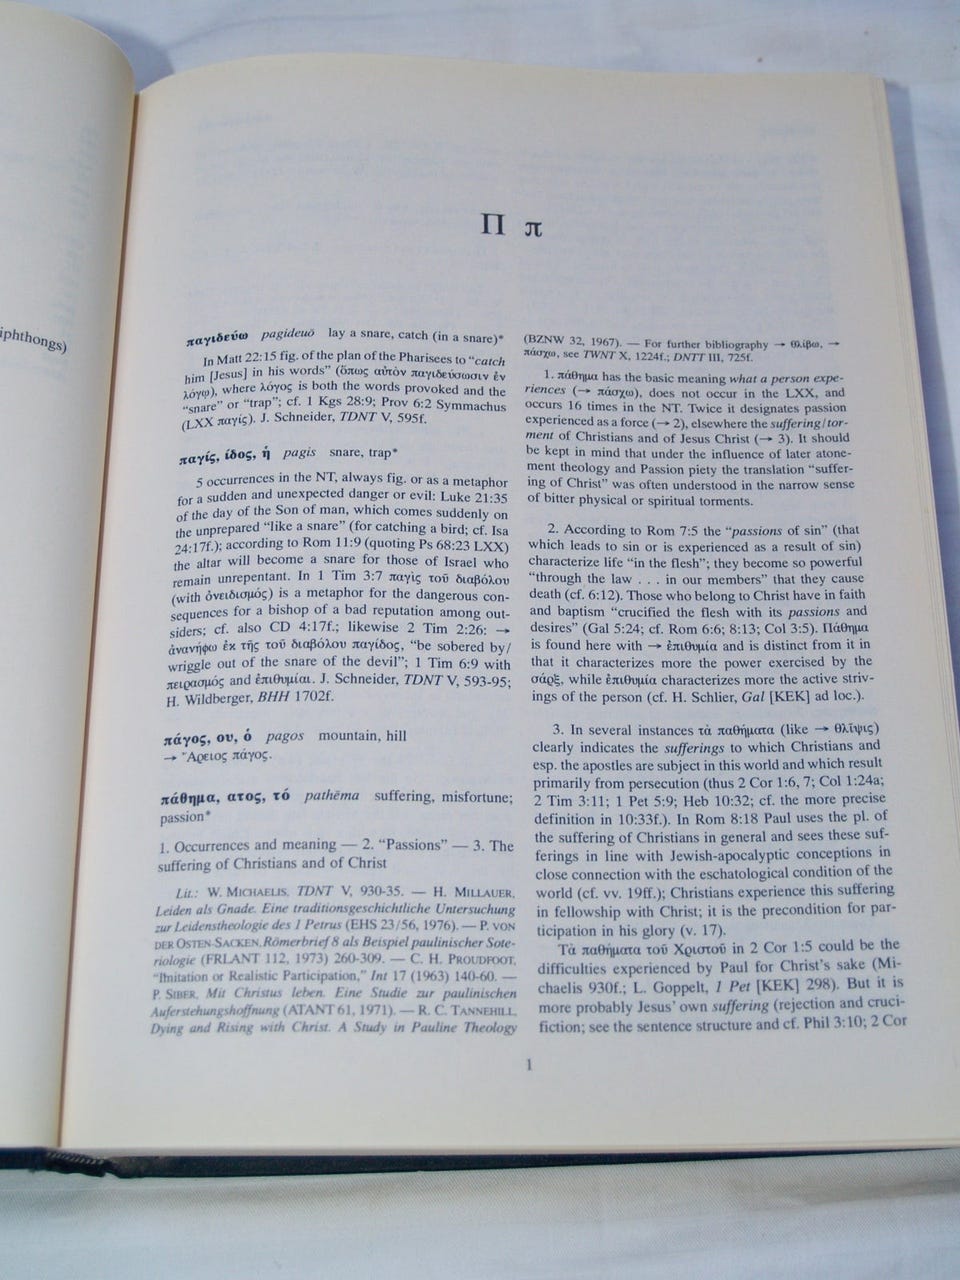 iphthongs)
Π π
παγιδεύω pagideuō lay a snare, catch (in a snare)*
In Matt 22:15 fig. of the plan of the Pharisees to “catch
him [Jesus] in his words” (ὅπως αὐτὸν παγιδεύσωσιν ἐν
λόγῳ), where λόγος is both the words provoked and the
“snare” or “trap”; cf. 1 Kgs 28:9; Prov 6:2 Symmachus
(LXX παγίς). J. Schneider, TDNT V, 595f.
παγίς, ίδος, ἡ pagis snare, trap*
5 occurrences in the NT, always fig. or as a metaphor
for a sudden and unexpected danger or evil: Luke 21:35
of the day of the Son of man, which comes suddenly on
the unprepared “like a snare” (for catching a bird; cf. Isa
24:17f.); according to Rom 11:9 (quoting Ps 68:23 LXX)
the altar will become a snare for those of Israel who
remain unrepentant. In 1 Tim 3:7 παγὶς τοῦ διαβόλου
(with ὀνειδισμός) is a metaphor for the dangerous con-
sequences for a bishop of a bad reputation among out-
siders; cf. also CD 4:17f.; likewise 2 Tim 2:26: →
ἀνανήφω ἐκ τῆς τοῦ διαβόλου παγίδος, “be sobered by/
wriggle out of the snare of the devil”; 1 Tim 6:9 with
πειρασμός and ἐπιθυμίαι. J. Schneider, TDNT V, 593-95;
H. Wildberger, BHH 1702f.
πάγος, ου, ὁ pagos mountain, hill
→ Ἄρειος πάγος.
πάθημα, ατος, τό pathēma suffering, misfortune;
passion*
1. Occurrences and meaning — 2. “Passions” — 3. The
suffering of Christians and of Christ
Lit.: W. MICHAELIS, TDNT V, 930-35. — H. MILLAUER,
Leiden als Gnade. Eine traditionsgeschichtliche Untersuchung
zur Leidenstheologie des 1 Petrus (EHS 23/56, 1976). — P. VON
DER OSTEN-SACKEN, Römerbrief 8 als Beispiel paulinischer Sote-
riologie (FRLANT 112, 1973) 260-309. — C. H. PROUDFOOT,
“Imitation or Realistic Participation,” Int 17 (1963) 140-60. —
P. SIBER, Mit Christus leben. Eine Studie zur paulinischen
Auferstehungshoffnung (ATANT 61, 1971). — R. C. TANNEHILL,
Dying and Rising with Christ. A Study in Pauline Theology
(BZNW 32, 1967). — For further bibliography → θλίβω, →
πάσχω, see TWNT X, 1224f.; DNTT III, 725f.
1. πάθημα has the basic meaning what a person expe-
riences (→ πάσχω), does not occur in the LXX, and
occurs 16 times in the NT. Twice it designates passion
experienced as a force (→ 2), elsewhere the suffering/tor-
ment of Christians and of Jesus Christ (→ 3). It should
be kept in mind that under the influence of later atone-
ment theology and Passion piety the translation “suffer-
ing of Christ” was often understood in the narrow sense
of bitter physical or spiritual torments.
2. According to Rom 7:5 the “passions of sin” (that
which leads to sin or is experienced as a result of sin)
characterize life “in the flesh”; they become so powerful
“through the law . . . in our members” that they cause
death (cf. 6:12). Those who belong to Christ have in faith
and baptism “crucified the flesh with its passions and
desires” (Gal 5:24; cf. Rom 6:6; 8:13; Col 3:5). Πάθημα
is found here with → ἐπιθυμία and is distinct from it in
that it characterizes more the power exercised by the
σάρξ, while ἐπιθυμία characterizes more the active striv-
ings of the person (cf. H. Schlier, Gal [KEK] ad loc.).
3. In several instances τὰ παθήματα (like → θλῖψις)
clearly indicates the sufferings to which Christians and
esp. the apostles are subject in this world and which result
primarily from persecution (thus 2 Cor 1:6, 7; Col 1:24a;
2 Tim 3:11; 1 Pet 5:9; Heb 10:32; cf. the more precise
definition in 10:33f.). In Rom 8:18 Paul uses the pl. of
the suffering of Christians in general and sees these suf-
ferings in line with Jewish-apocalyptic conceptions in
close connection with the eschatological condition of the
world (cf. vv. 19ff.); Christians experience this suffering
in fellowship with Christ; it is the precondition for par-
ticipation in his glory (v. 17).
Τὰ παθήματα τοῦ Χριστοῦ in 2 Cor 1:5 could be the
difficulties experienced by Paul for Christ’s sake (Mi-
chaelis 930f.; L. Goppelt, 1 Pet [KEK] 298). But it is
more probably Jesus’ own suffering (rejection and cruci-
fiction; see the sentence structure and cf. Phil 3:10; 2 Cor
1